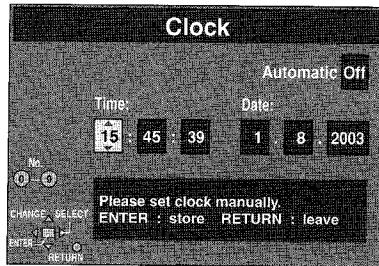 Clock
Automatic Off
Time: Date:
15 : 45 : 39 1 . 8 . 2003
No.
0 - 9
Please set clock manually.
ENTER : store RETURN : leave
CHANGE SELECT
ENTER
RETURN